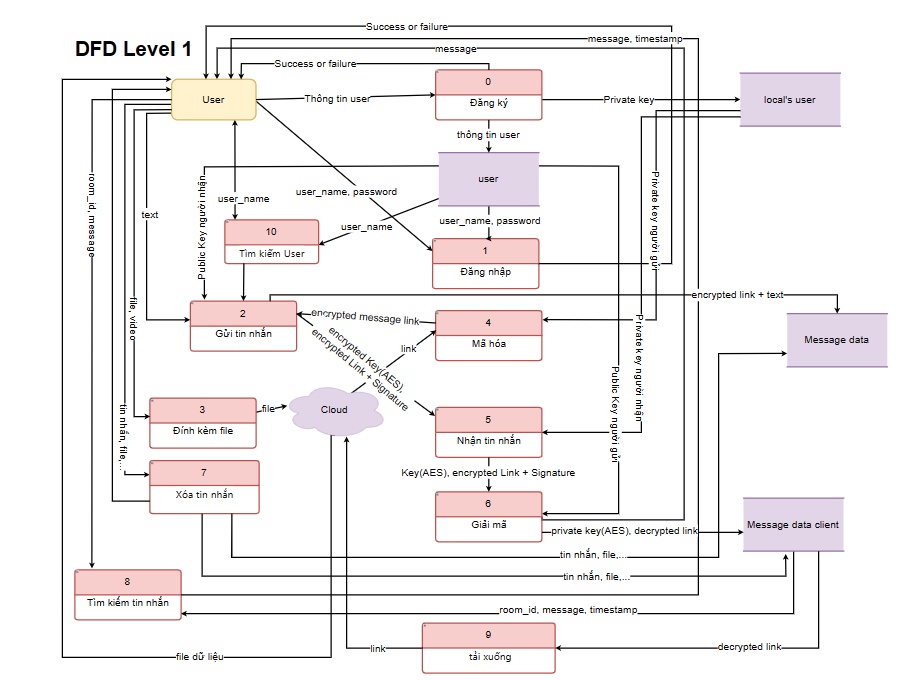 DFD Level 1
Success or failure
message, timestamp
message
Success or failure
User
Thông tin user
0
Đăng ký
Private key
local's user
thông tin user
user
Public Key người nhận
user_name, password
user_name
user_name
user_name, password
Private key người gửi
room_id, message
text
10
Tìm kiếm User
1
Đăng nhập
encrypted link + text
2
Gửi tin nhắn
encrypted message link
4
Mã hóa
Message data
file, video
encrypted Key(AES),
encrypted Link + Signature
link
Private key người nhận
Public Key người gửi
3
Đính kèm file
file
Cloud
5
Nhận tin nhắn
tin nhắn, file,...
7
Xóa tin nhắn
Key(AES), encrypted Link + Signature
6
Giải mã
private key(AES), decrypted link
Message data client
tin nhắn, file,...
tin nhắn, file,...
8
Tìm kiếm tin nhắn
room_id, message, timestamp
9
tải xuống
link
decrypted link
file dữ liệu